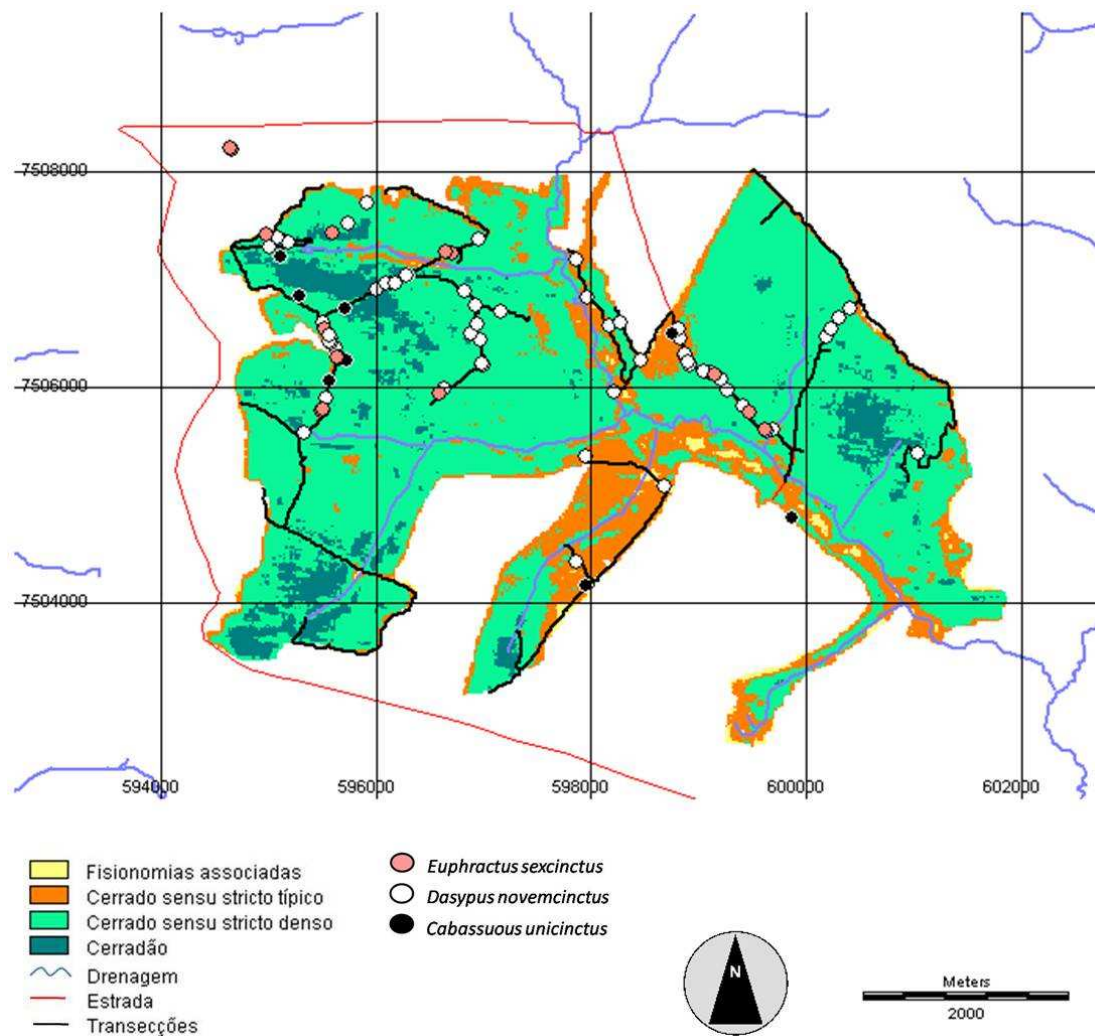 7508000
7506000
7504000
594000
596000
598000
600000
602000
Fisionomias associadas
Cerrado sensu stricto típico
Cerrado sensu stricto denso
Cerradão
Drenagem
Estrada
Transecções
Euphractus sexcinctus
Dasypus novemcinctus
Cabassuous unicinctus
N
Meters
2000